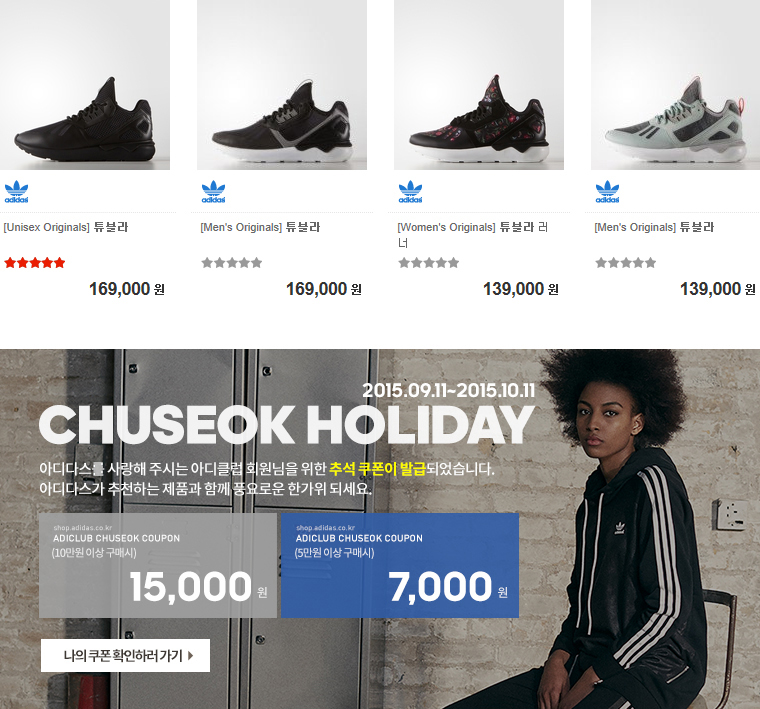 adidas
adidas
adidas
adidas
[Unisex Originals] 튜블라
[Men's Originals] 튜블라
[Women's Originals] 튜블라 러
너
[Men's Originals] 튜블라
169,000 원
169,000 원
139,000 원
139,000 원
2015.09.11~2015.10.11
CHUSEOK HOLIDAY
아디다스를 사랑해 주시는 아디클럽 회원님을 위한 추석 쿠폰이 발급되었습니다.
아디다스가 추천하는 제품과 함께 풍요로운 한가위 되세요.
shop.adidas.co.kr
ADICLUB CHUSEOK COUPON
(10만원 이상 구매시)
15,000 원
shop.adidas.co.kr
ADICLUB CHUSEOK COUPON
(5만원 이상 구매시)
7,000 원
나의 쿠폰 확인하러 가기
adidas